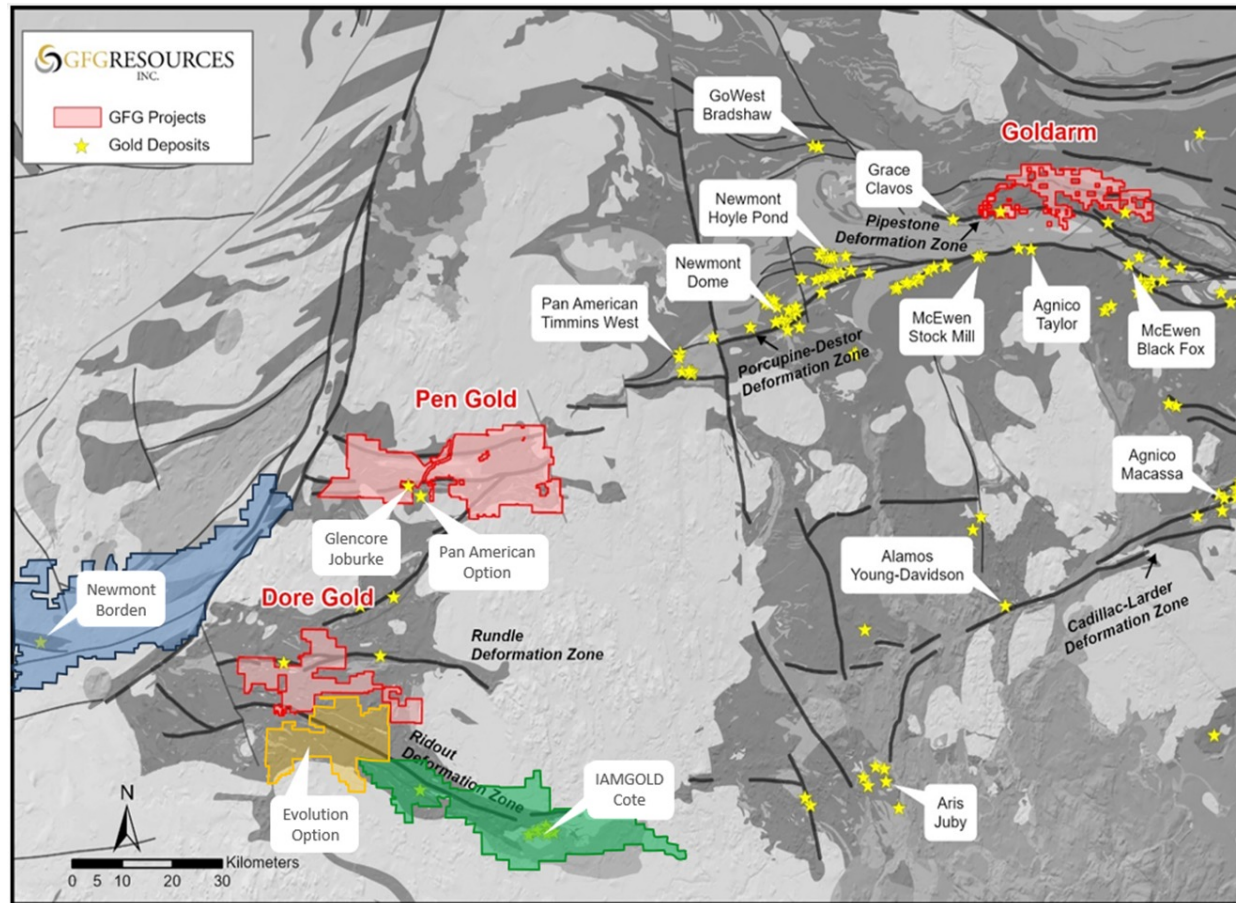 GFGRESOURCES
INC.
GFG Projects
Gold Deposits
GoWest
Bradshaw
Goldarm
Grace
Clavos
Newmont
Hoyle Pond
Pipestone
Deformation Zone
Newmont
Dome
Pan American
Timmins West
McEwen
Stock Mill
Agnico
Taylor
McEwen
Black Fox
Porcupine-Destor
Deformation Zone
Pen Gold
Agnico
Macassa
Glencore
Joburke
Pan American
Option
Alamos
Young-Davidson
Newmont
Borden
Dore Gold
Rundle
Deformation Zone
Cadillac-Larder
Deformation Zone
Ridout
Deformation Zone
IAMGOLD
Cote
Aris
Juby
Evolution
Option
N
Kilometers
0 5 10 20 30